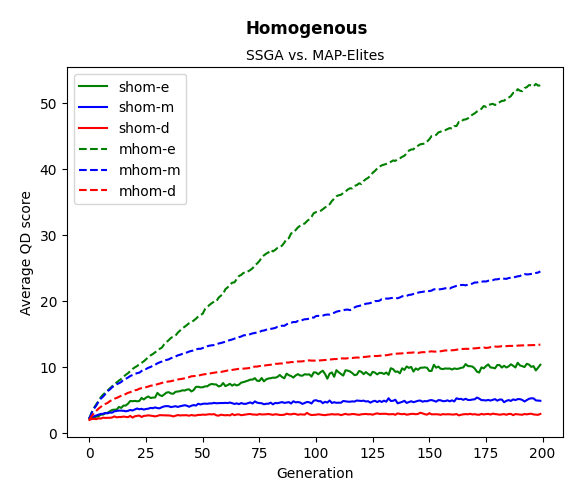 Homogenous
SSGA vs. MAP-Elites
shom-e
shom-m
shom-d
mhom-e
mhom-m
mhom-d
Average QD score
50
40
30
20
10
0
0 25 50 75 100 125 150 175 200
Generation